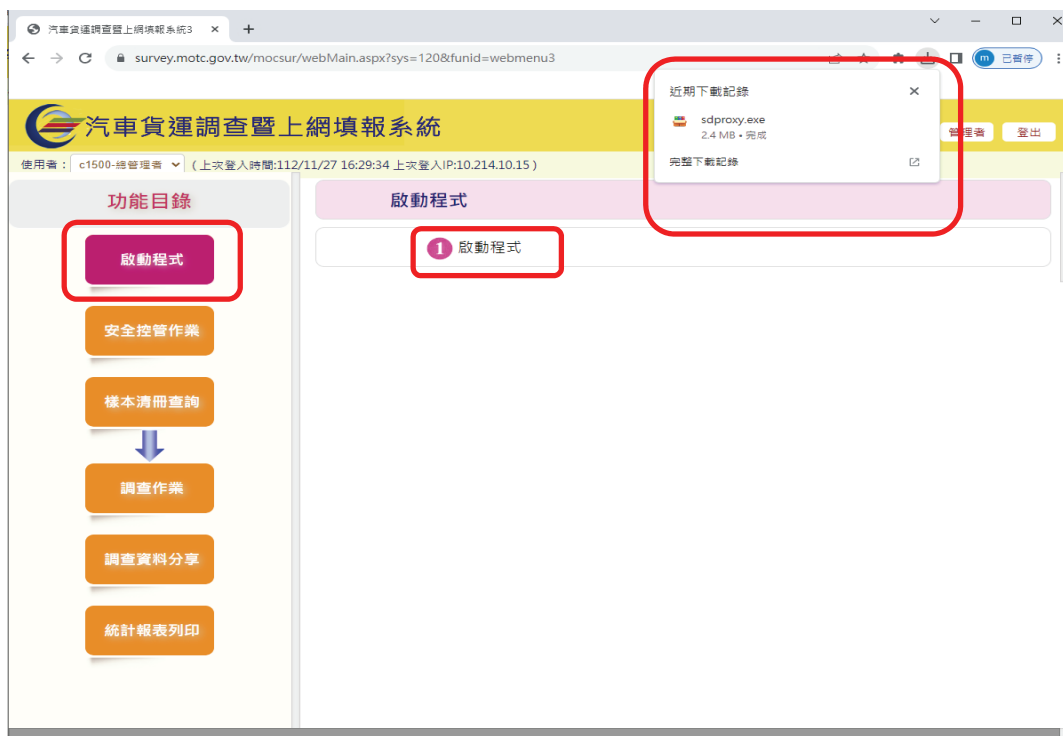 汽車貨運調查暨上網填報系統3
survey.motc.gov.tw/mocsur/webMain.aspx?sys=120&funid=webmenu3
m 已暫停
近期下載記錄
sdproxy.exe
2.4 MB • 完成
完整下載記錄
汽車貨運調查暨上網填報系統
管理者 登出
使用者： c1500-總管理者 (上次登入時間:112/11/27 16:29:34 上次登入IP:10.214.10.15)
功能目錄
啟動程式
1 啟動程式
啟動程式
安全控管作業
樣本清冊查詢
調查作業
調查資料分享
統計報表列印